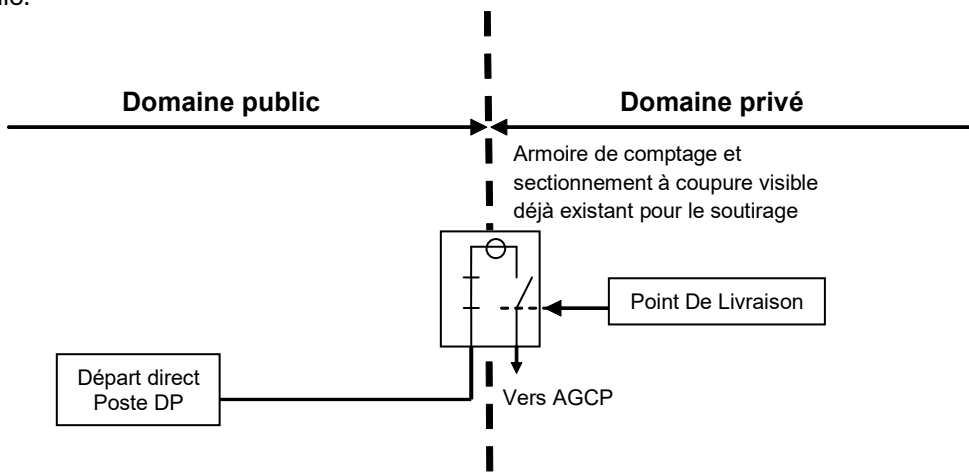 Domaine public
Domaine privé
Armoire de comptage et
sectionnement à coupure visible
déjà existant pour le soutirage
Point De Livraison
Départ direct
Poste DP
Vers AGCP